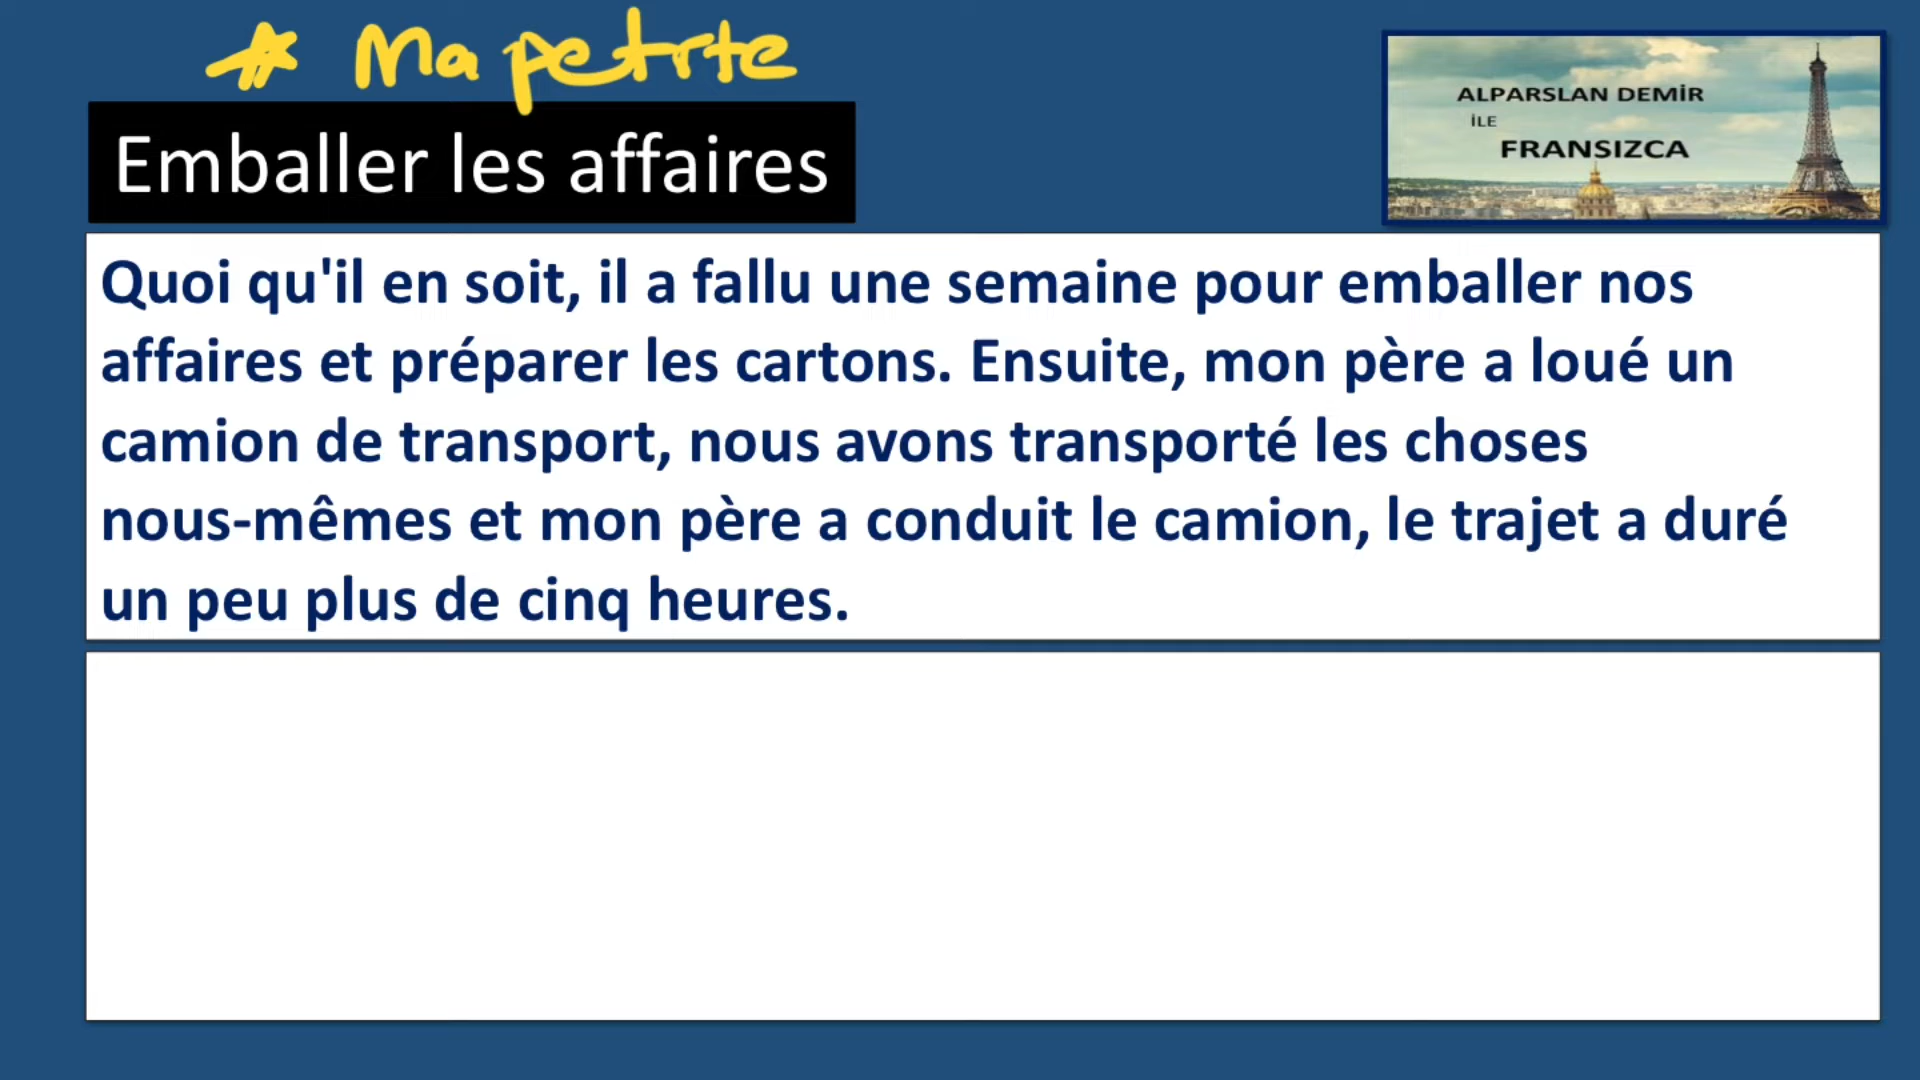 Ma petite
Emballer les affaires
ALPARSLAN DEMİR
İLE
FRANSIZCA
Quoi qu'il en soit, il a fallu une semaine pour emballer nos
affaires et préparer les cartons. Ensuite, mon père a loué un
camion de transport, nous avons transporté les choses
nous-mêmes et mon père a conduit le camion, le trajet a duré
un peu plus de cinq heures.